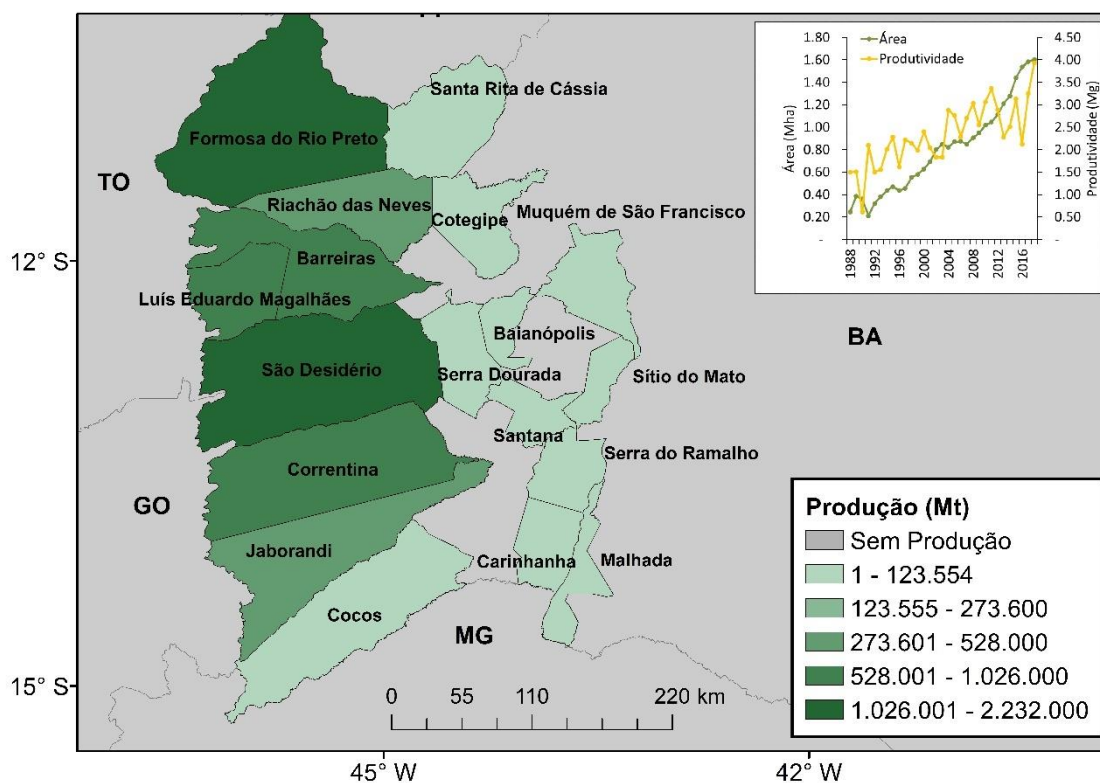 Santa Rita de Cássia
Formosa do Rio Preto
TO
Riachão das Neves
Cotegipe
Muquém de São Francisco
12° S
Barreiras
Luís Eduardo Magalhães
Baianópolis
BA
São Desidério
Serra Dourada
Sítio do Mato
Santana
Serra do Ramalho
Correntina
GO
Jaborandi
Carinhanha
Malhada
Cocos
MG
15° S
0 55 110 220 km
45° W
42° W
Área
Produtividade
Área (Mha)
1.80
1.60
1.40
1.20
1.00
0.80
0.60
0.40
0.20
-
Produtividade (Mg)
4.50
4.00
3.50
3.00
2.50
2.00
1.50
1.00
0.50
-
1988
1992
1996
2000
2004
2008
2012
2016
Produção (Mt)
Sem Produção
1 - 123.554
123.555 - 273.600
273.601 - 528.000
528.001 - 1.026.000
1.026.001 - 2.232.000